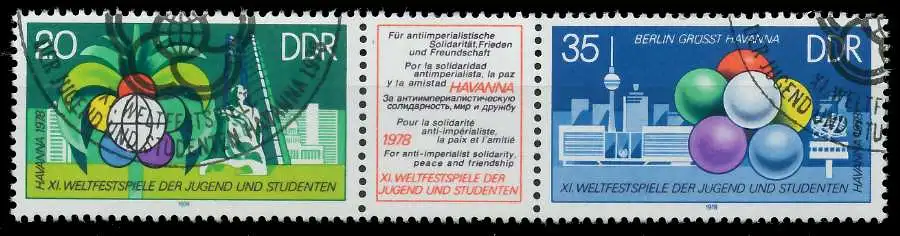 20 DDR
HAVANNA 1978
XI. WELTFESTSPIELE DER JUGEND UND STUDENTEN
1978
Für antiimperialistische
Solidarität, Frieden
und Freundschaft
Por la solidaridad
antimperialista, la paz
y la amistad HAVANNA
За антиимпериалистическую
солидарность, мир и дружбу
Pour la solidarité
anti-impérialiste,
1978 la paix et l'amitié
For anti-imperialist solidarity,
peace and friendship
XI. WELTFESTSPIELE DER
JUGEND UND STUDENTEN
BERLIN GRÜSST HAVANNA
35 DDR
HAVANNA 1978
XI. WELTFESTSPIELE DER JUGEND UND STUDENTEN
1978